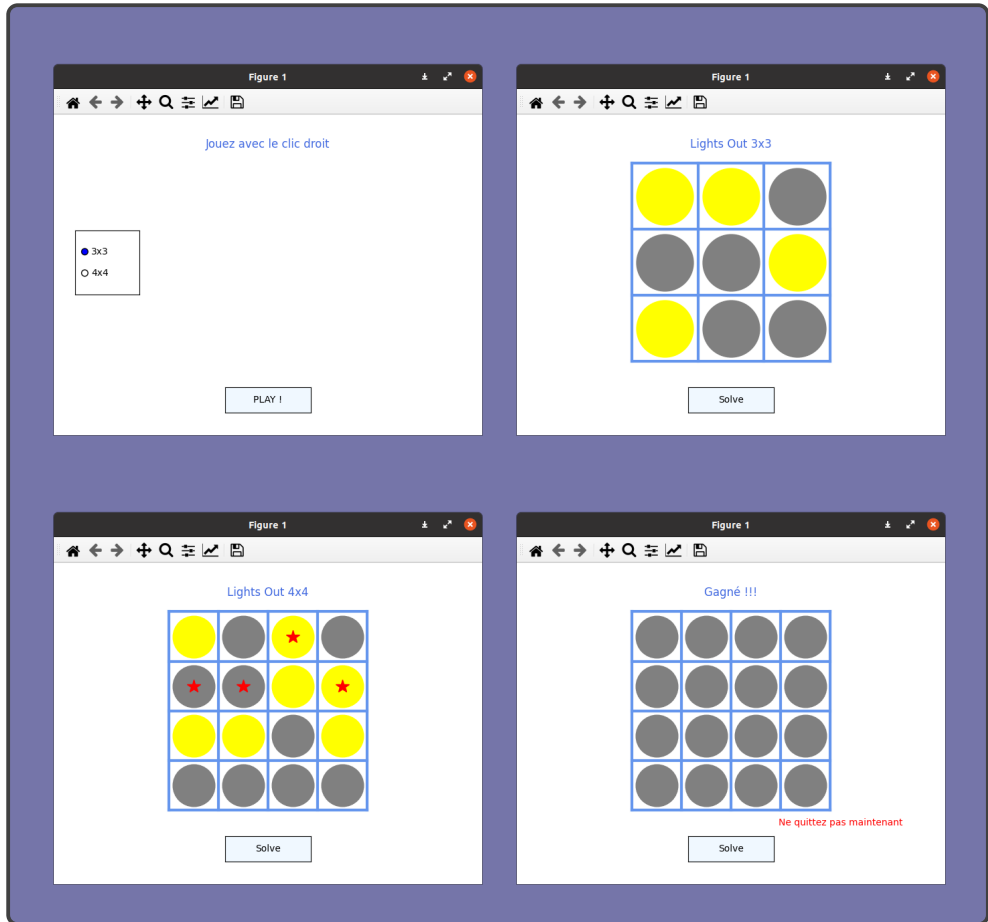 Figure 1
Jouez avec le clic droit
3x3
4x4
PLAY !
Figure 1
Lights Out 3x3
Solve
Figure 1
Lights Out 4x4
Solve
Figure 1
Gagné !!!
Ne quittez pas maintenant
Solve